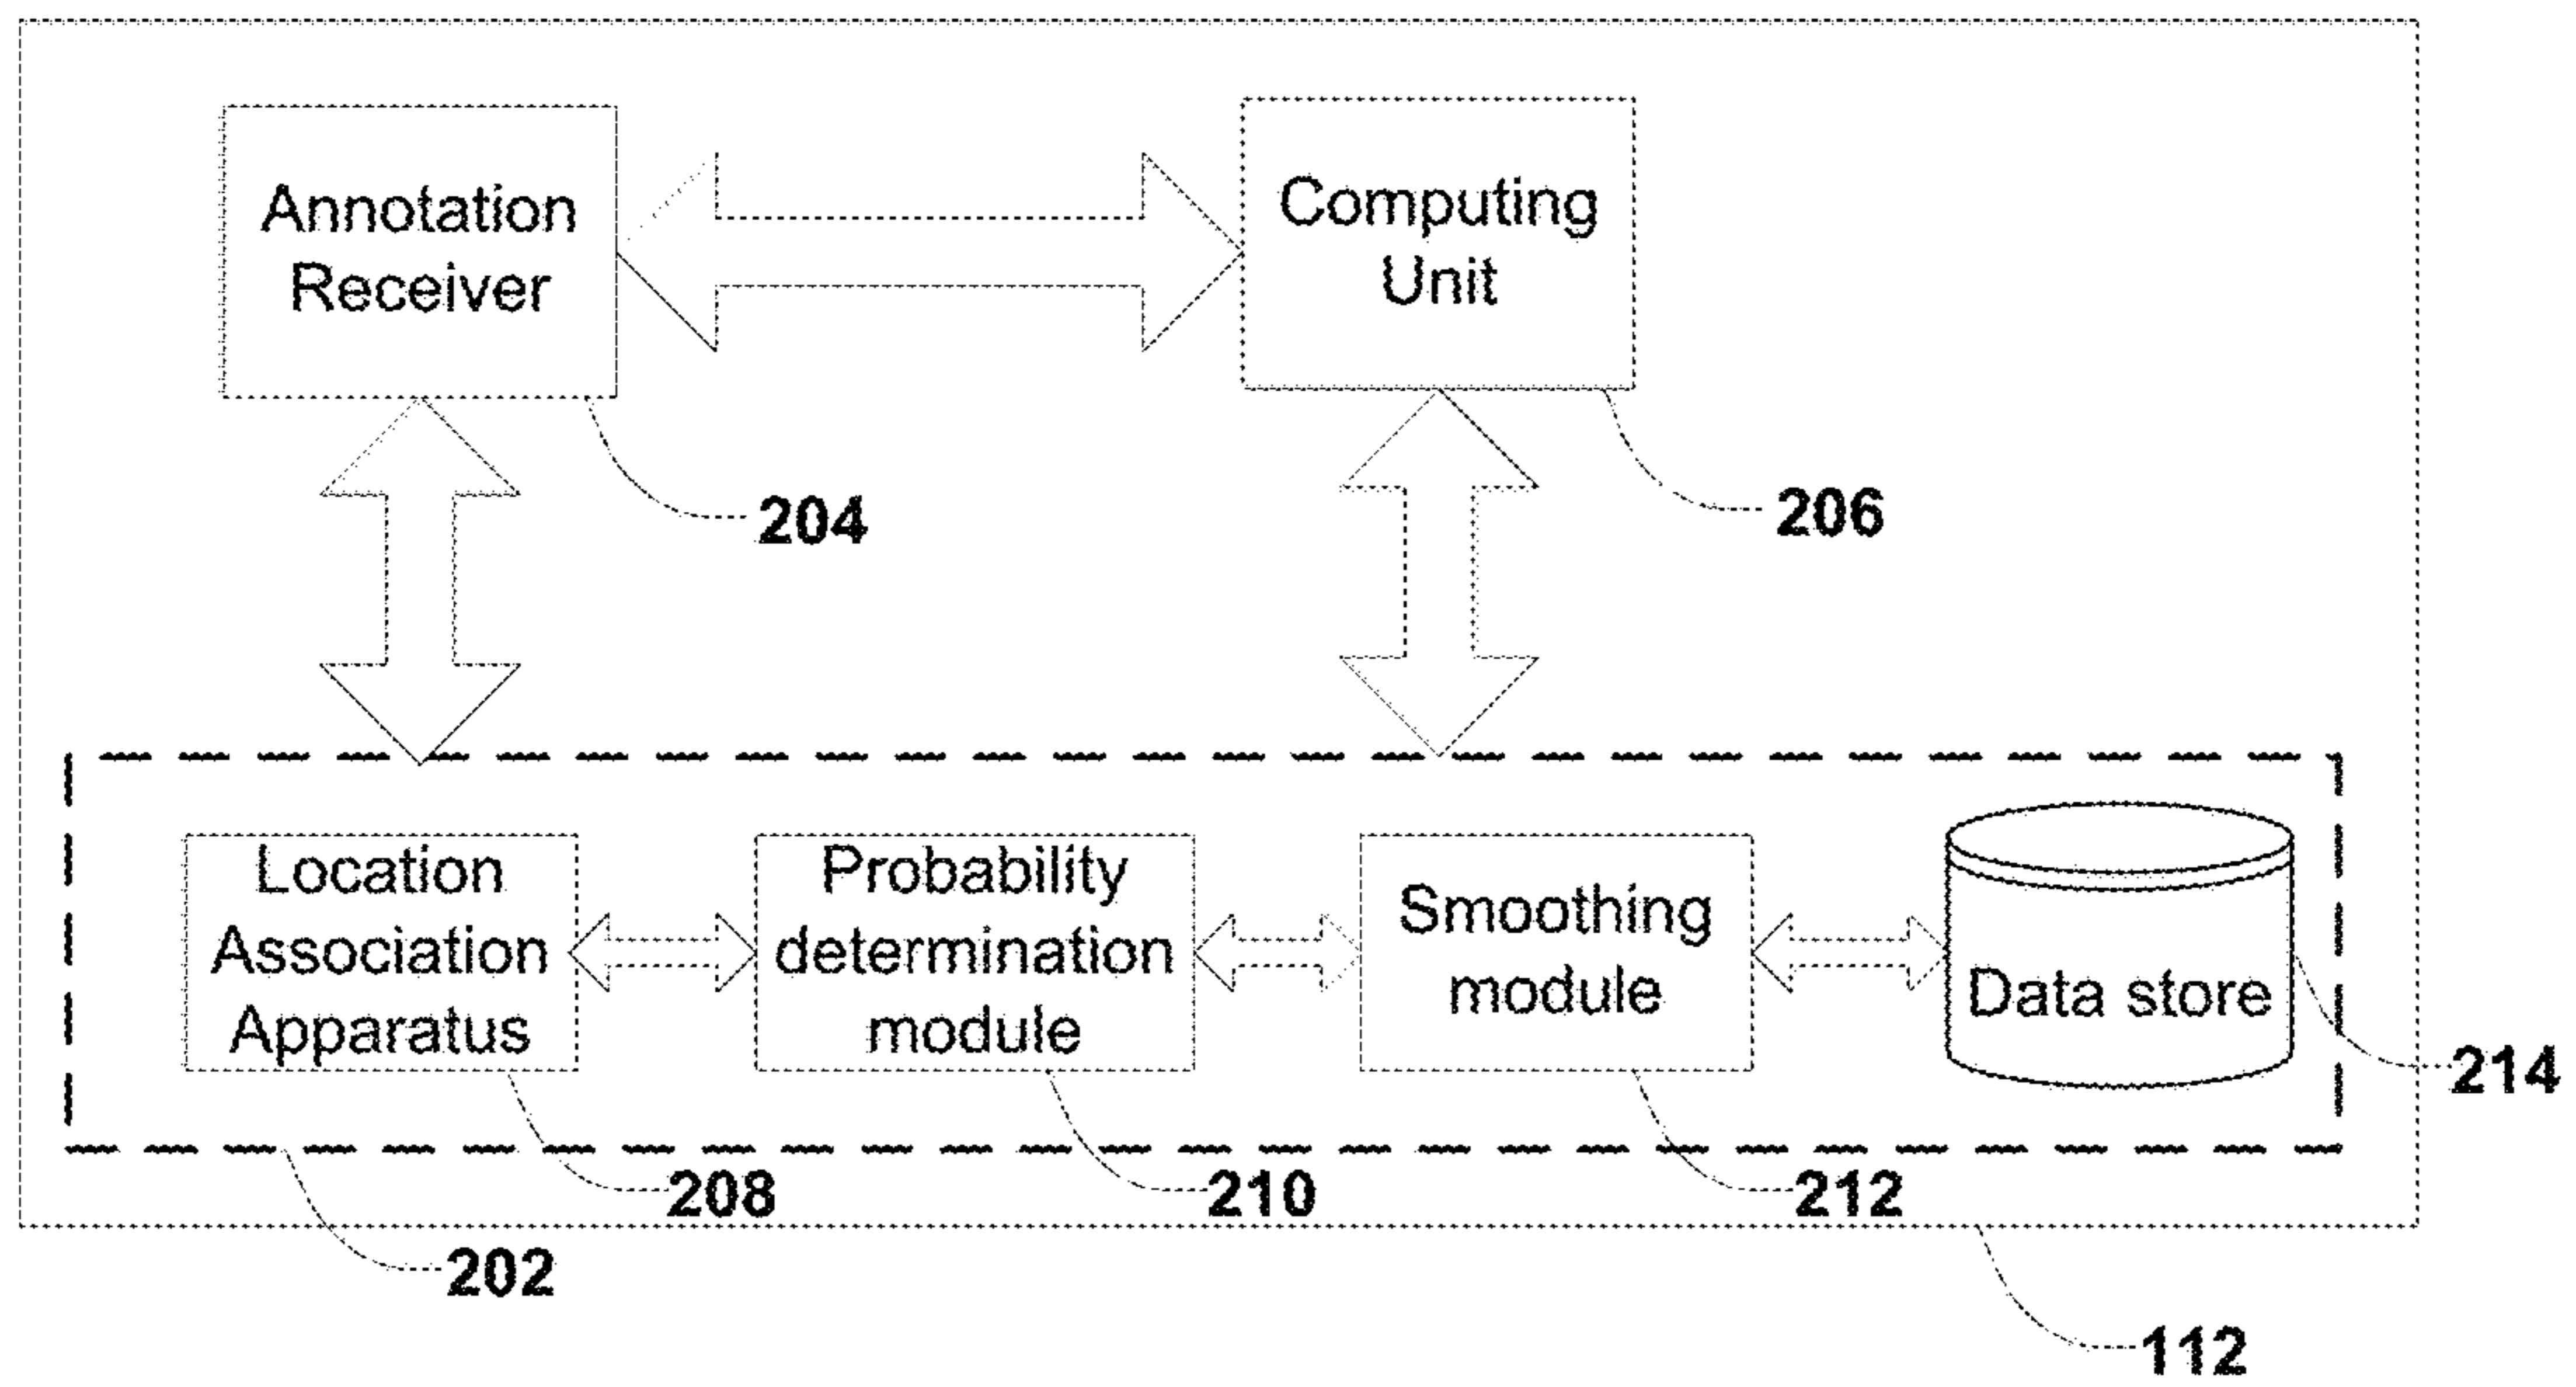 Annotation
Receiver
Computing
Unit
204
206
Location
Association
Apparatus
Probability
determination
module
Smoothing
module
Data store
214
208
210
212
202
112